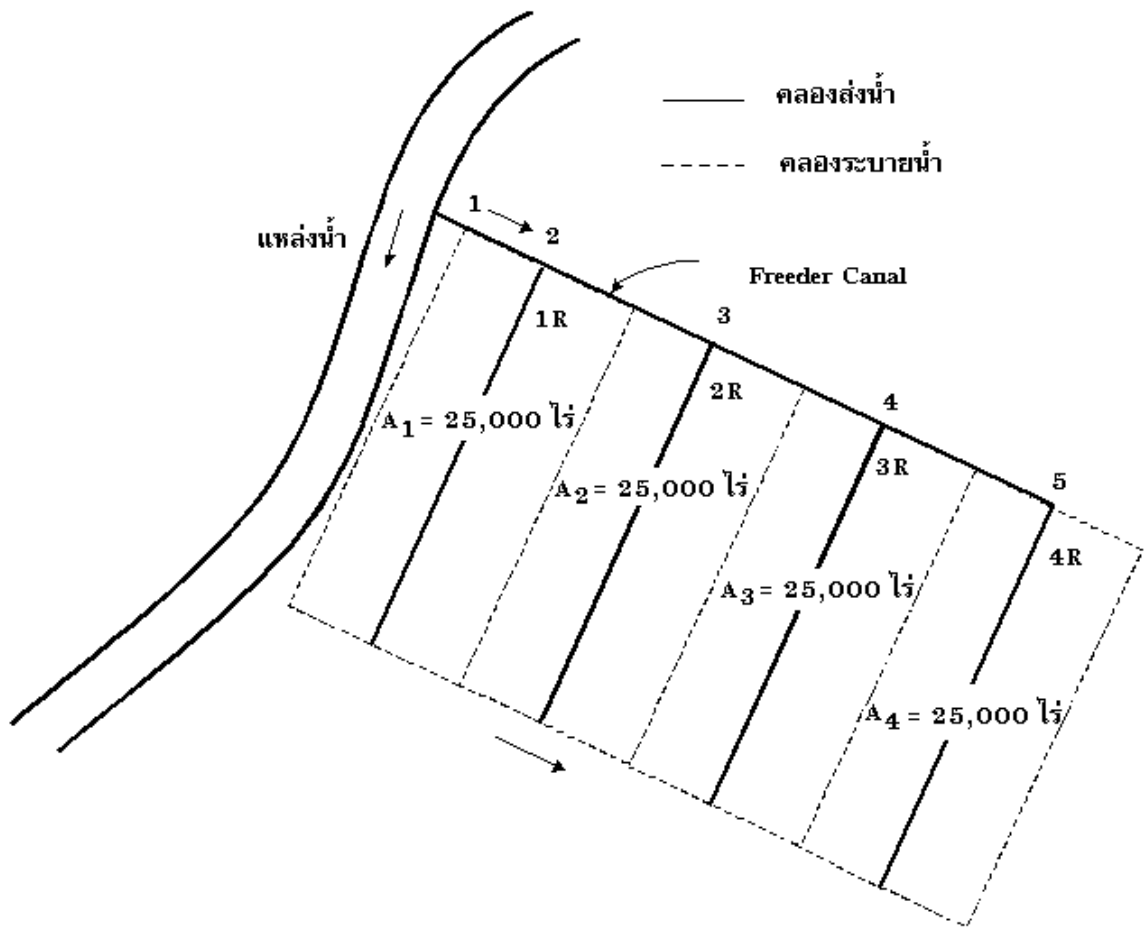 คลองส่งน้ำ
คลองระบายน้ำ
แหล่งน้ำ
1
2
Freeder Canal
3
4
5
1R
2R
3R
4R
A1 = 25,000 ไร่
A2 = 25,000 ไร่
A3 = 25,000 ไร่
A4 = 25,000 ไร่